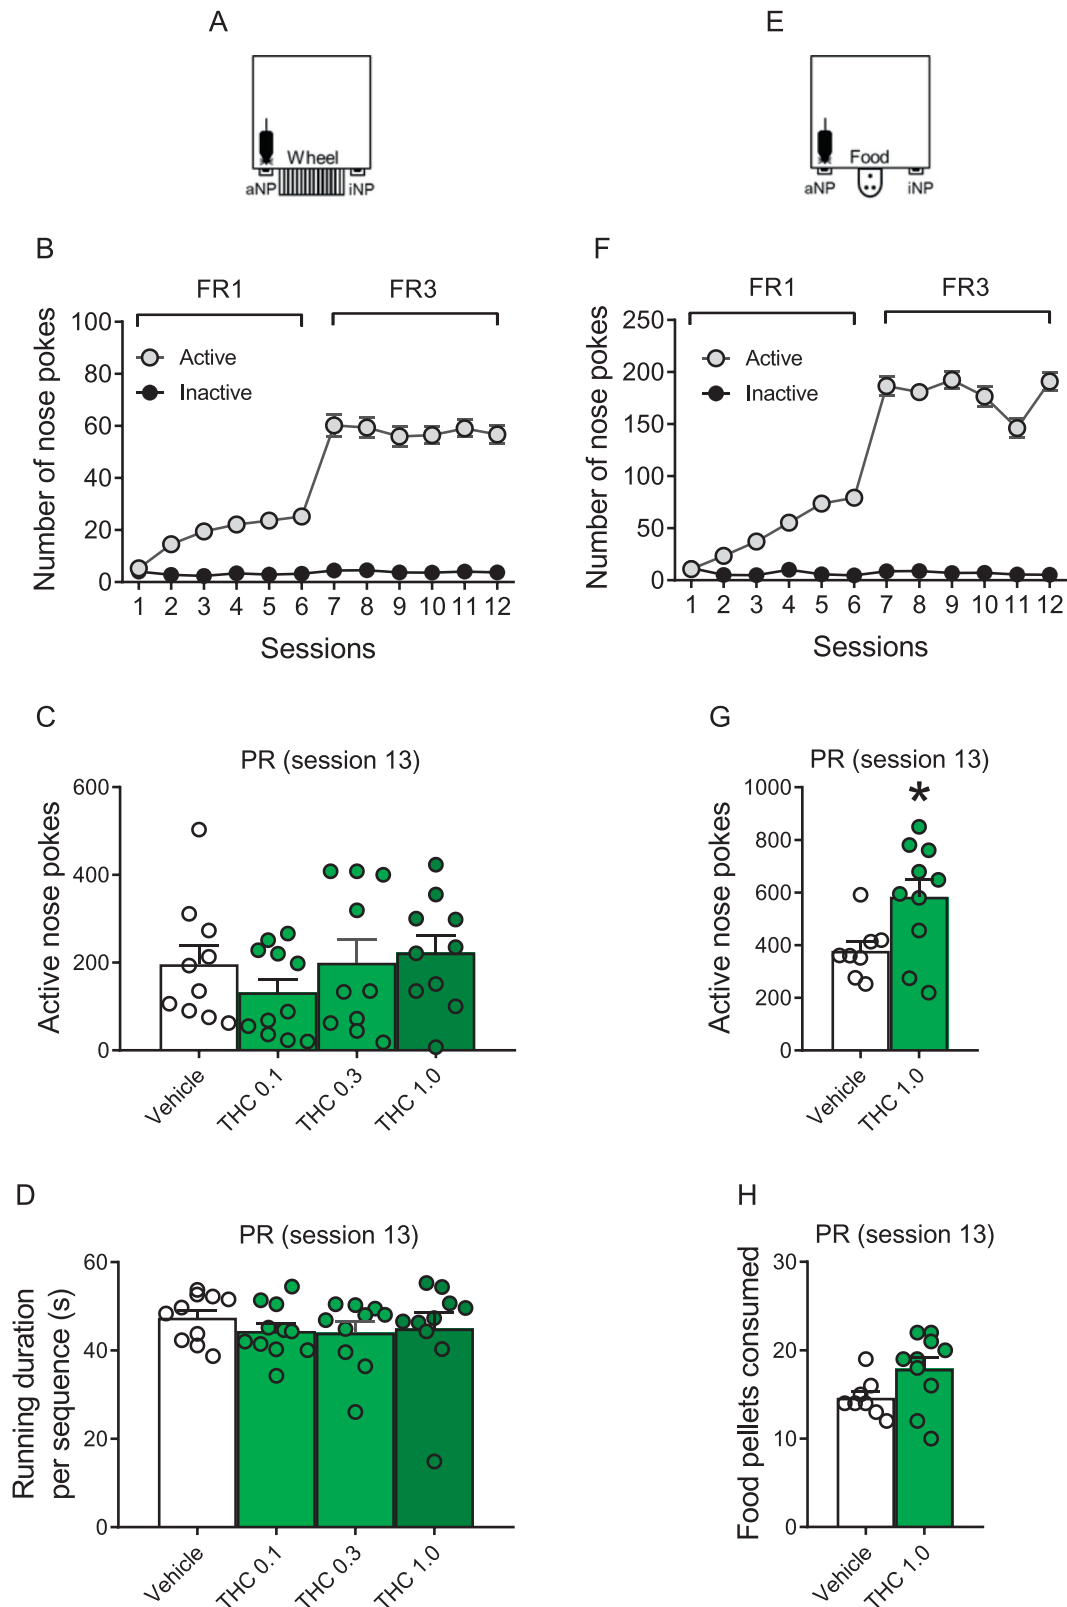 A
Wheel
aNP
iNP
E
Food
aNP
iNP
B
FR1
FR3
Number of nose pokes
100
80
60
40
20
0
Active
Inactive
1 2 3 4 5 6 7 8 9 10 11 12
Sessions
F
FR1
FR3
Number of nose pokes
250
200
150
100
50
0
Active
Inactive
1 2 3 4 5 6 7 8 9 10 11 12
Sessions
C
PR (session 13)
Active nose pokes
600
400
200
0
Vehicle
THC 0.1
THC 0.3
THC 1.0
G
PR (session 13)
Active nose pokes
1000
800
600
400
200
0
*
Vehicle
THC 1.0
D
PR (session 13)
Running duration
per sequence (s)
60
40
20
0
Vehicle
THC 0.1
THC 0.3
THC 1.0
H
PR (session 13)
Food pellets consumed
30
20
10
0
Vehicle
THC 1.0